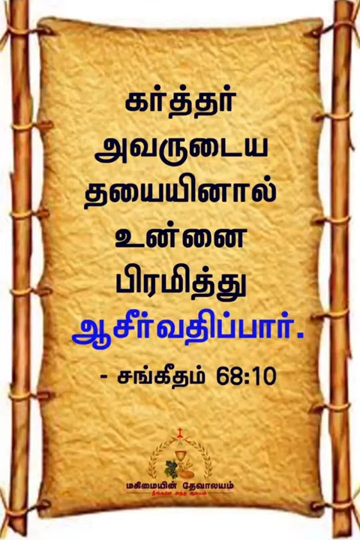 கர்த்தர்
அவருடைய
தயையினால்
உன்னை
பிரமித்து
ஆசீர்வதிப்பார்.
- சங்கீதம் 68:10
மகிமையின் தேவாலயம்